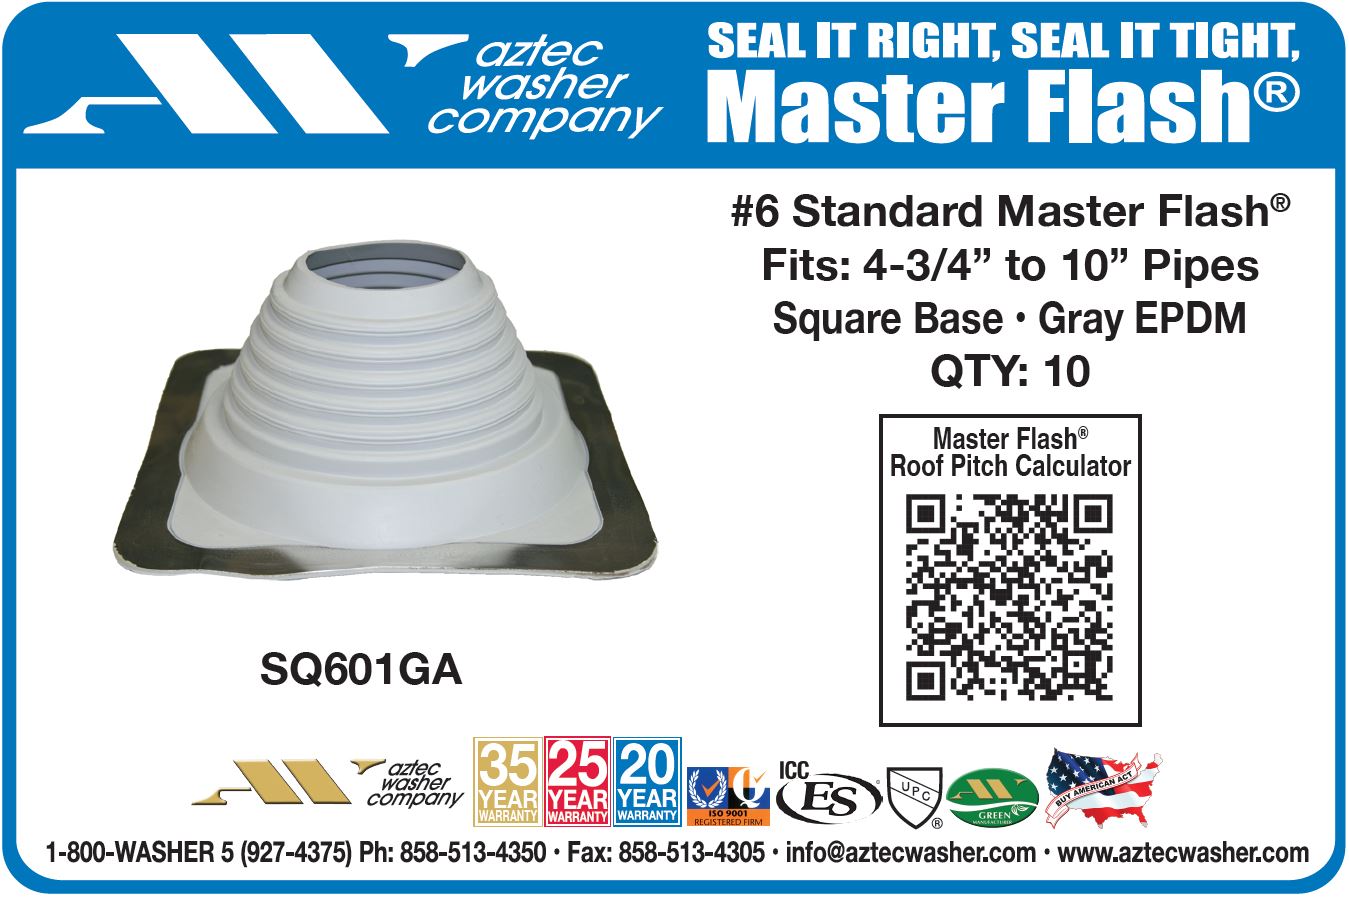 aztec
washer
company
SEAL IT RIGHT, SEAL IT TIGHT,
Master Flash®
#6 Standard Master Flash®
Fits: 4-3/4” to 10” Pipes
Square Base • Gray EPDM
QTY: 10
Master Flash®
Roof Pitch Calculator
SQ601GA
aztec
washer
company
35
YEAR
WARRANTY
25
YEAR
WARRANTY
20
YEAR
WARRANTY
Q
ISO 9001
REGISTERED FIRM
ICC
ES
UPC
®
GREEN
MANUFACTURER
BUY AMERICAN ACT
1-800-WASHER 5 (927-4375) Ph: 858-513-4350 • Fax: 858-513-4305 • info@aztecwasher.com • www.aztecwasher.com